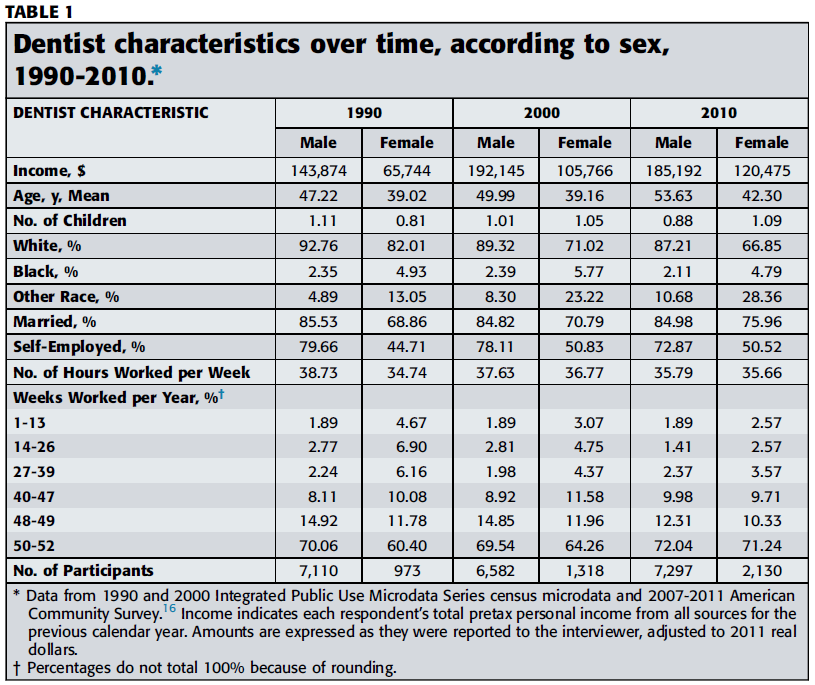 TABLE 1
Dentist characteristics over time, according to sex,
1990-2010.*
DENTIST CHARACTERISTIC 1990 2000 2010
Male Female Male Female Male Female
Income, $ 143,874 65,744 192,145 105,766 185,192 120,475
Age, y, Mean 47.22 39.02 49.99 39.16 53.63 42.30
No. of Children 1.11 0.81 1.01 1.05 0.88 1.09
White, % 92.76 82.01 89.32 71.02 87.21 66.85
Black, % 2.35 4.93 2.39 5.77 2.11 4.79
Other Race, % 4.89 13.05 8.30 23.22 10.68 28.36
Married, % 85.53 68.86 84.82 70.79 84.98 75.96
Self-Employed, % 79.66 44.71 78.11 50.83 72.87 50.52
No. of Hours Worked per Week 38.73 34.74 37.63 36.77 35.79 35.66
Weeks Worked per Year, %†
1-13 1.89 4.67 1.89 3.07 1.89 2.57
14-26 2.77 6.90 2.81 4.75 1.41 2.57
27-39 2.24 6.16 1.98 4.37 2.37 3.57
40-47 8.11 10.08 8.92 11.58 9.98 9.71
48-49 14.92 11.78 14.85 11.96 12.31 10.33
50-52 70.06 60.40 69.54 64.26 72.04 71.24
No. of Participants 7,110 973 6,582 1,318 7,297 2,130
* Data from 1990 and 2000 Integrated Public Use Microdata Series census microdata and 2007-2011 American
Community Survey.16 Income indicates each respondent's total pretax personal income from all sources for the
previous calendar year. Amounts are expressed as they were reported to the interviewer, adjusted to 2011 real
dollars.
† Percentages do not total 100% because of rounding.